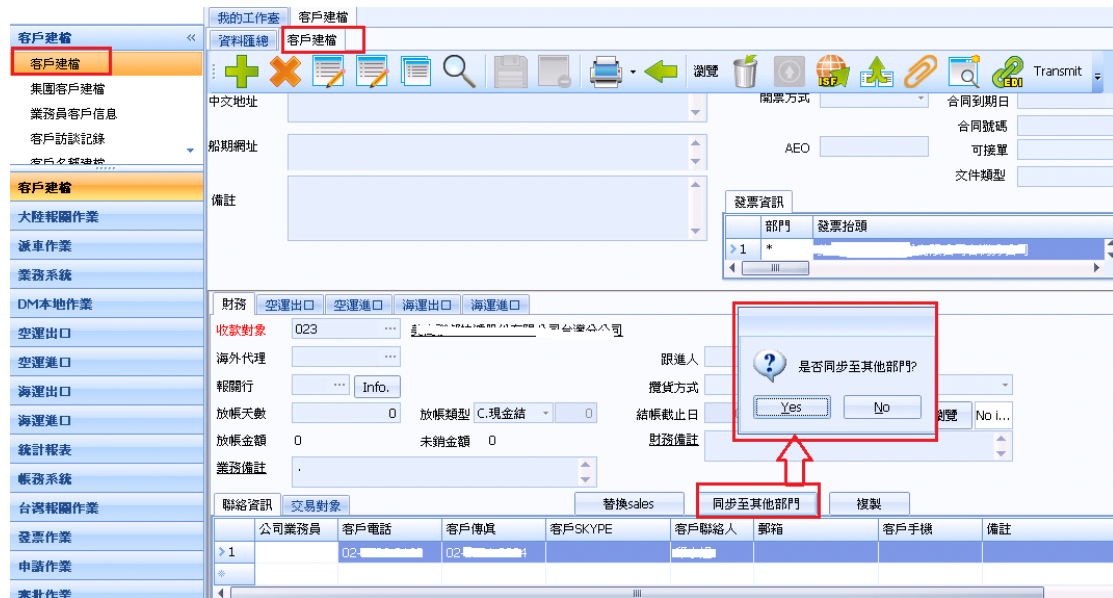 我的工作臺 客戶建檔
客戶建檔 «
資料匯總 客戶建檔
客戶建檔
集團客戶建檔
業務員客戶信息
客戶訪談記錄
瀏覽 ISF EDI Transmit
中文地址
開票方式
合同到期日
合同號碼
船期網址
AEO
可接單
文件類型
備註
發票資訊
部門 發票抬頭
1 *
客戶建檔
大陸報關作業
派車作業
業務系統
DM本地作業
空運出口
空運進口
海運出口
海運進口
統計報表
帳務系統
台灣報關作業
發票作業
申請作業
審批作業
財務 空運出口 空運進口 海運出口 海運進口
收款對象 023 ...
海外代理 ...
跟進人
報關行 ... Info.
攬貨方式
放帳天數 0 放帳類型 C.現金結 0 結帳截止日
瀏覽 No i...
放帳金額 0 未銷金額 0 財務備註
業務備註 .
是否同步至其他部門?
Yes No
聯絡資訊 交易對象 替換sales 同步至其他部門 複製
公司業務員 客戶電話 客戶傳真 客戶SKYPE 客戶聯絡人 郵箱 客戶手機 備註
1 02- 02-